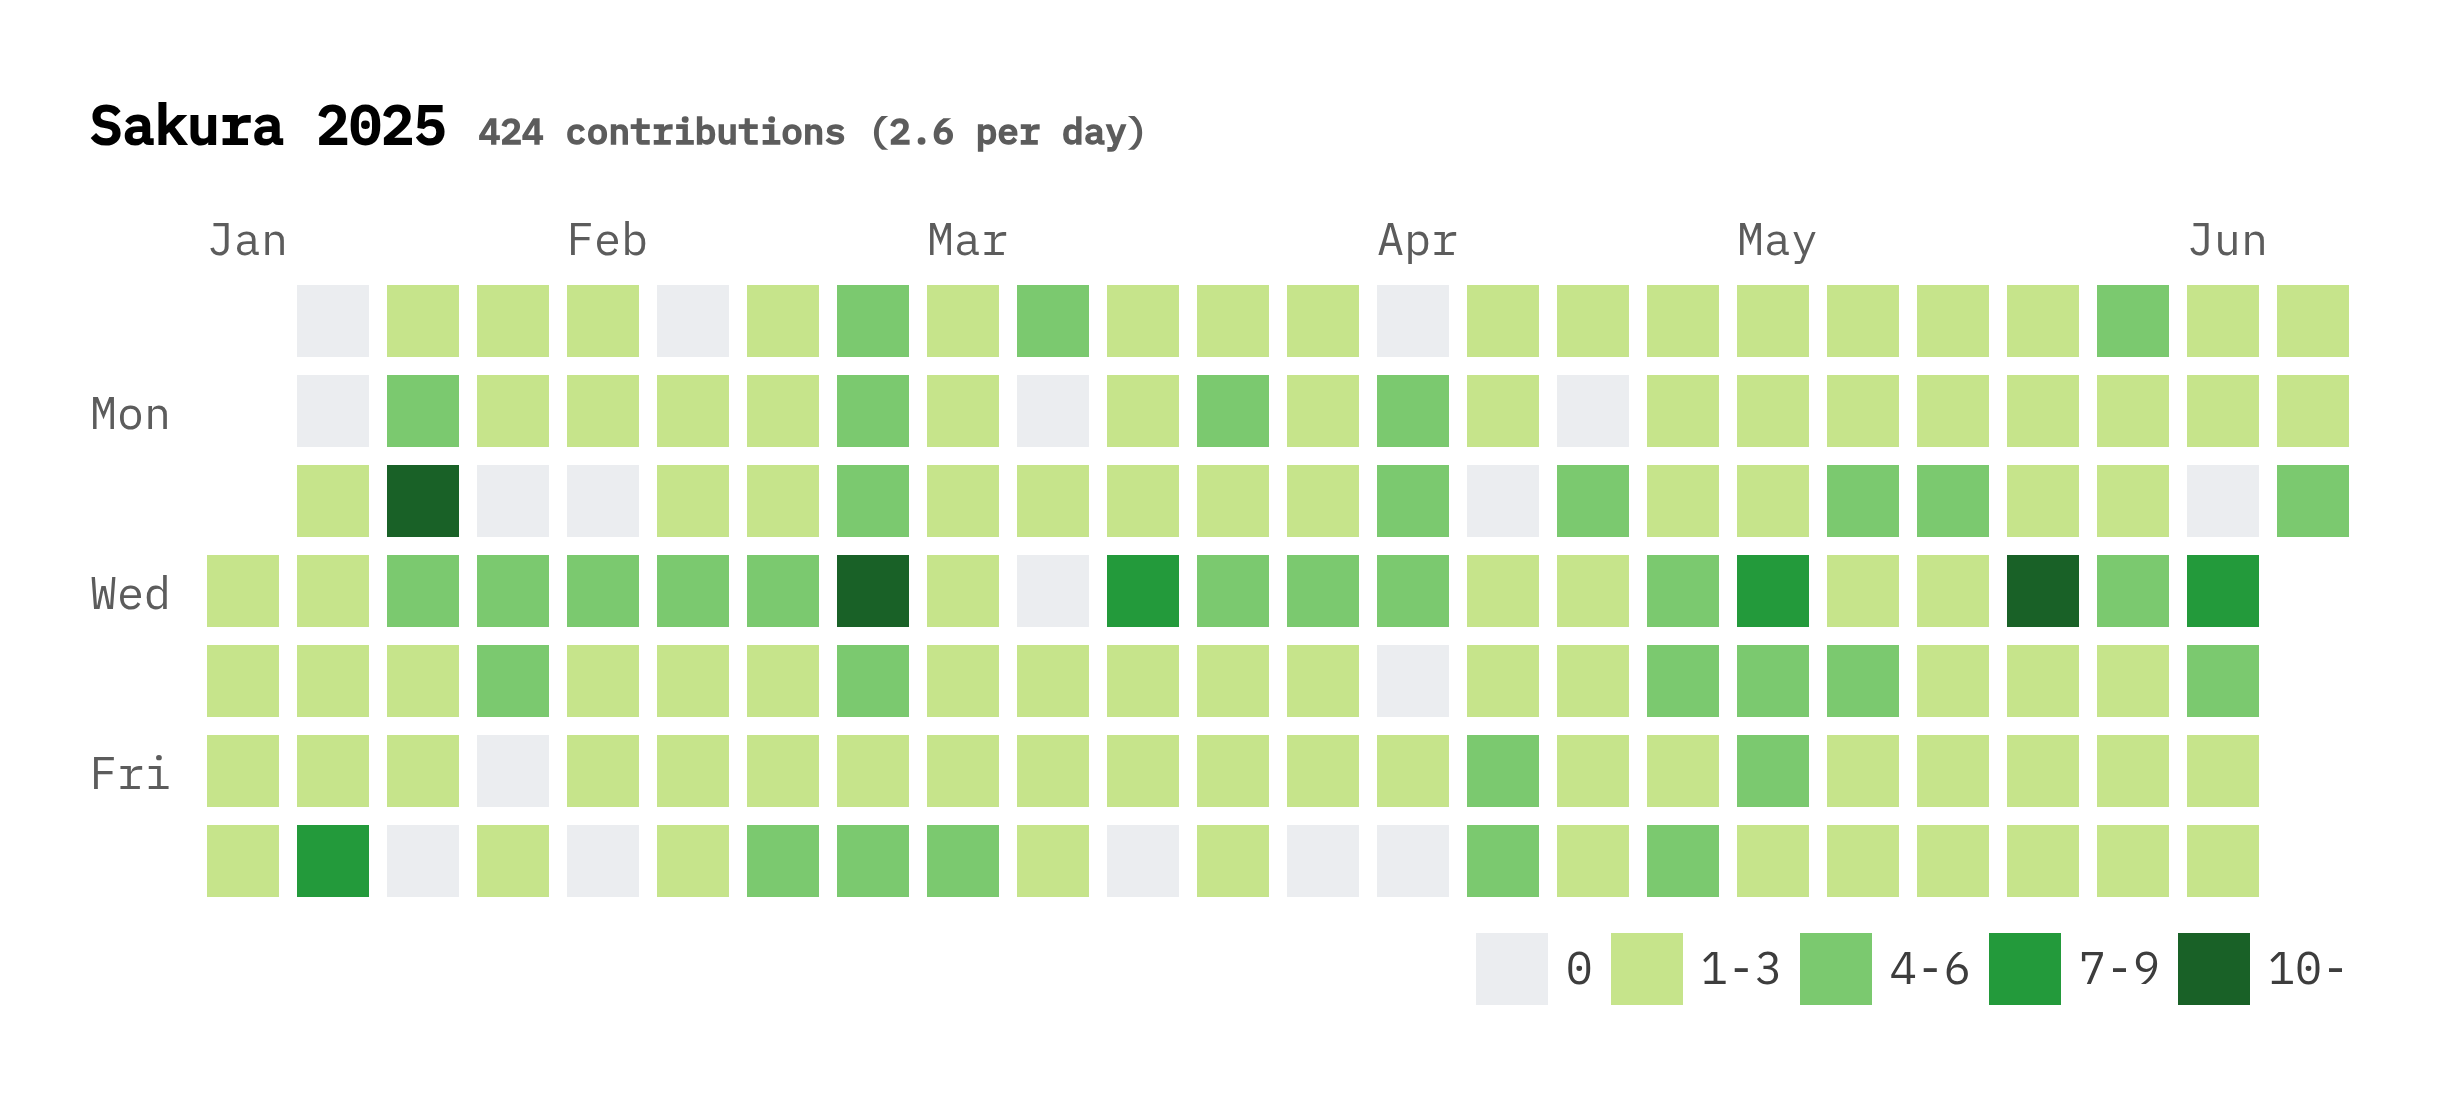 Sakura 2025 424 contributions (2.6 per day)
Jan Feb Mar Apr May Jun
Mon
Wed
Fri
0 1-3 4-6 7-9 10-